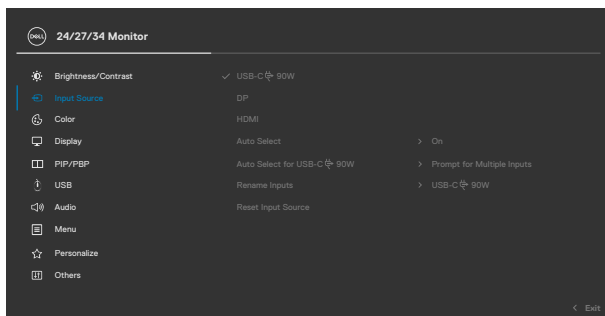 DELL 24/27/34 Monitor
Brightness/Contrast USB-C 90W
Input Source DP
Color HDMI
Display Auto Select On
PIP/PBP Auto Select for USB-C 90W Prompt for Multiple Inputs
USB Rename Inputs USB-C 90W
Audio Reset Input Source
Menu
Personalize
Others
Exit